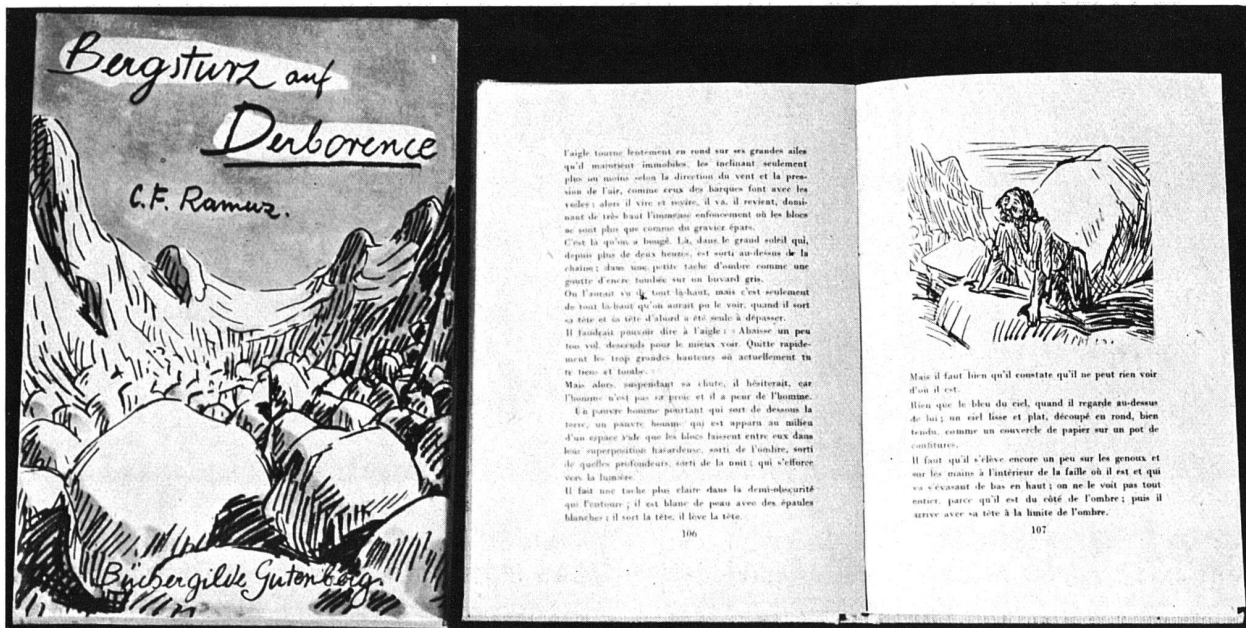 Bergsturz auf
Derborence
C. F. Ramuz.
Büchergilde Gutenberg
l'aigle tourne lentement en rond sur ses grandes ailes
qu'il maintient immobiles, les inclinant seulement
plus ou moins selon la direction du vent et la pres-
sion de l'air, comme ceux des barques font avec les
voiles; alors il vire et revire, il va, il revient, domi-
nant de très haut l'immense enfoncement où les blocs
ne sont plus que comme du gravier épars.
C'est là qu'on a bougé. Là, dans le grand soleil qui,
depuis plus de deux heures, est sorti au-dessus de la
chaîne; dans une petite tache d'ombre comme une
goutte d'encre tombée sur un buvard gris.
On l'aurait vu de tout là-haut, mais c'est seulement
de tout là-haut qu'on aurait pu le voir, quand il sort
sa tête et sa tête d'abord a été seule à dépasser.
Il faudrait pouvoir dire à l'aigle: « Abaisse un peu
ton vol, descends pour le mieux voir. Quitte rapide-
ment les trop grandes hauteurs où actuellement tu
te tiens et tombe. »
Mais alors, suspendant sa chute, il hésiterait, car
l'homme n'est pas sa proie et il a peur de l'homme.
Un pauvre homme pourtant qui sort de dessous la
terre, un pauvre homme qui est apparu au milieu
d'un espace vide que les blocs laissent entre eux dans
leur superposition hasardeuse, sorti de l'ombre, sorti
de quelles profondeurs, sorti de la nuit; qui s'efforce
vers la lumière.
Il fait une tache plus claire dans la demi-obscurité
qui l'entoure; il est blanc de peau avec des épaules
blanches; il sort la tête, il lève la tête.
106
Mais il faut bien qu'il constate qu'il ne peut rien voir
d'où il est.
Rien que le bleu du ciel, quand il regarde au-dessus
de lui; un ciel lisse et plat, découpé en rond, bien
tendu, comme un couvercle de papier sur un pot de
confitures.
Il faut qu'il s'élève encore un peu sur les genoux et
sur les mains à l'intérieur de la faille où il est et qui
va s'évasant de bas en haut; on ne le voit pas tout
entier, parce qu'il est du côté de l'ombre; puis il
arrive avec sa tête à la limite de l'ombre.
107